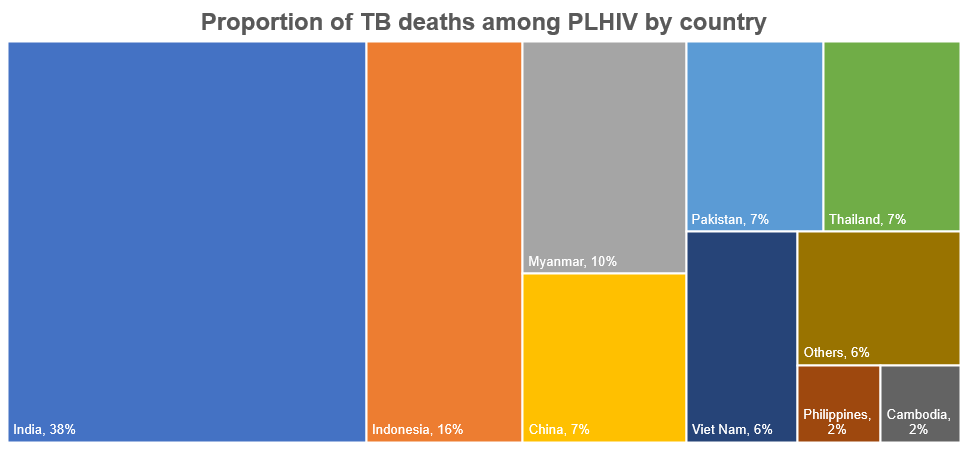 Proportion of TB deaths among PLHIV by country
India, 38%
Indonesia, 16%
Myanmar, 10%
China, 7%
Pakistan, 7%
Thailand, 7%
Viet Nam, 6%
Others, 6%
Philippines,
2%
Cambodia,
2%